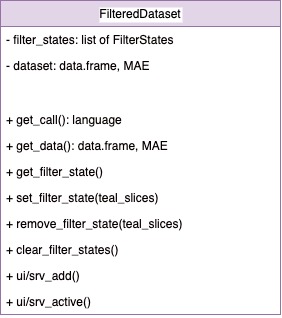 FilteredDataset
- filter_states: list of FilterStates
- dataset: data.frame, MAE
+ get_call(): language
+ get_data(): data.frame, MAE
+ get_filter_state()
+ set_filter_state(teal_slices)
+ remove_filter_state(teal_slices)
+ clear_filter_states()
+ ui/srv_add()
+ ui/srv_active()